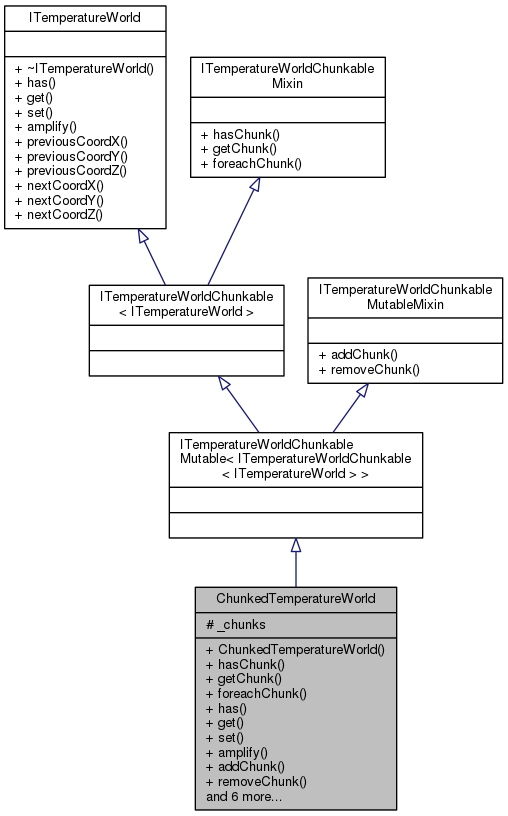 ITemperatureWorld
+ ~ITemperatureWorld()
+ has()
+ get()
+ set()
+ amplify()
+ previousCoordX()
+ previousCoordY()
+ previousCoordZ()
+ nextCoordX()
+ nextCoordY()
+ nextCoordZ()
ITemperatureWorldChunkable
Mixin
+ hasChunk()
+ getChunk()
+ foreachChunk()
ITemperatureWorldChunkable
< ITemperatureWorld >
ITemperatureWorldChunkable
MutableMixin
+ addChunk()
+ removeChunk()
ITemperatureWorldChunkable
Mutable< ITemperatureWorldChunkable
< ITemperatureWorld > >
ChunkedTemperatureWorld
# _chunks
+ ChunkedTemperatureWorld()
+ hasChunk()
+ getChunk()
+ foreachChunk()
+ has()
+ get()
+ set()
+ amplify()
+ addChunk()
+ removeChunk()
and 6 more...